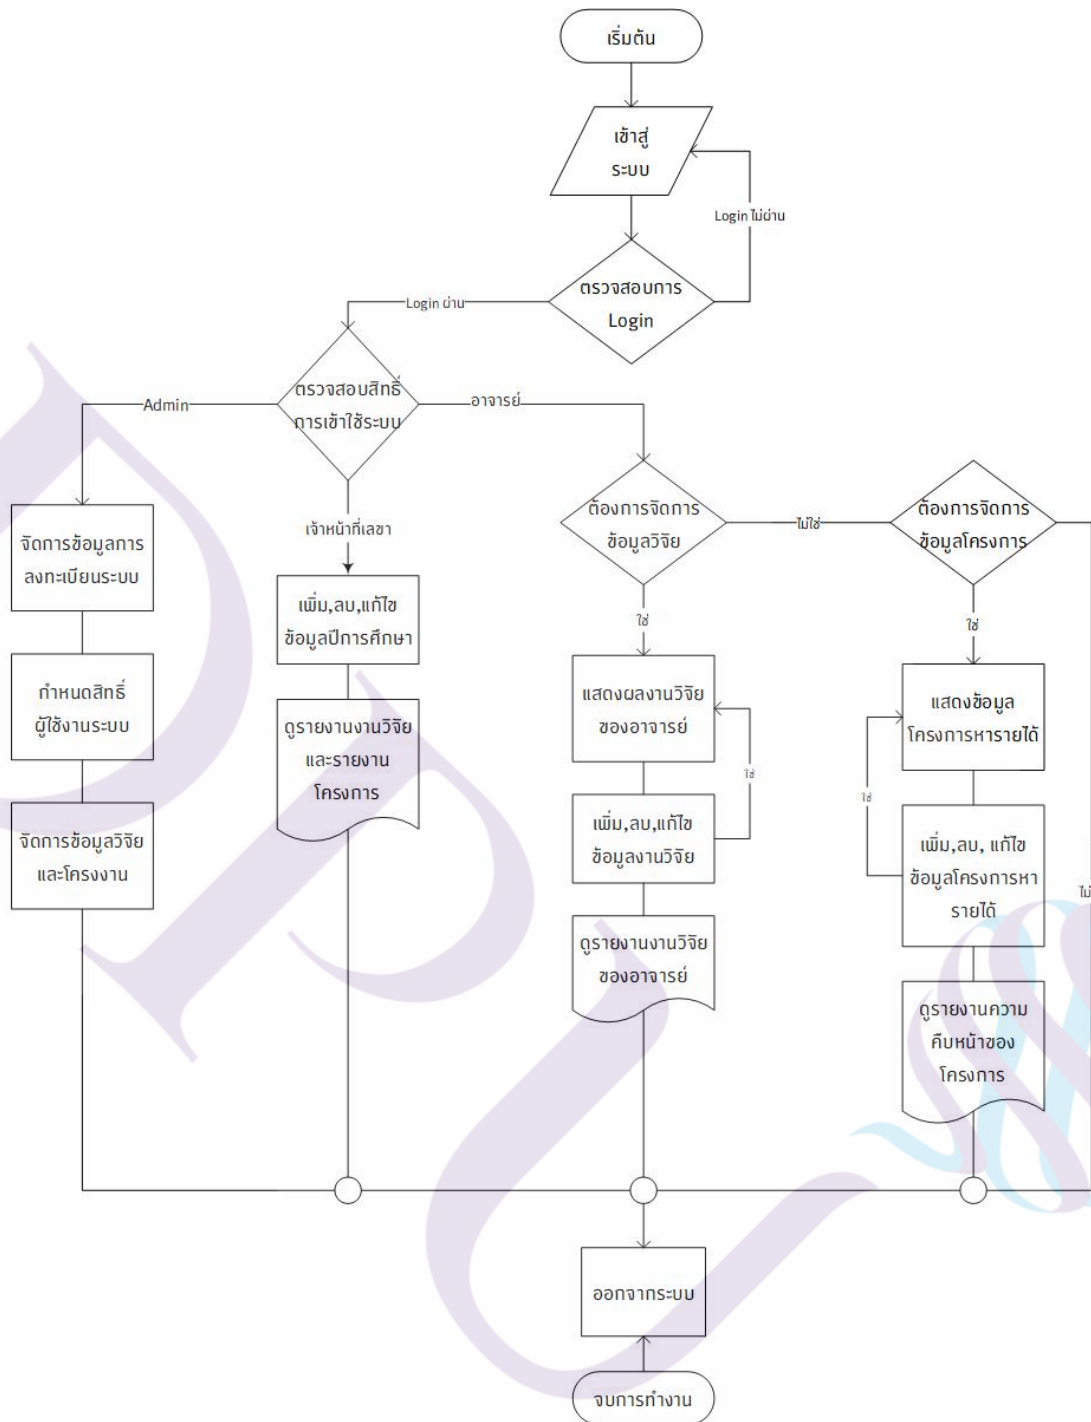 เริ่มต้น
เข้าสู่
ระบบ
Login ไม่ผ่าน
ตรวจสอบการ
Login
Login ผ่าน
ตรวจสอบสิทธิ์
การเข้าใช้ระบบ
Admin
อาจารย์
เจ้าหน้าที่เลขา
ต้องการจัดการ
ข้อมูลวิจัย
ไม่ใช่
ต้องการจัดการ
ข้อมูลโครงการ
จัดการข้อมูลการ
ลงทะเบียนระบบ
กำหนดสิทธิ์
ผู้ใช้งานระบบ
จัดการข้อมูลวิจัย
และโครงงาน
เพิ่ม,ลบ,แก้ไข
ข้อมูลปีการศึกษา
ดูรายงานงานวิจัย
และรายงาน
โครงการ
ใช่
แสดงผลงานวิจัย
ของอาจารย์
ใช่
เพิ่ม,ลบ,แก้ไข
ข้อมูลงานวิจัย
ดูรายงานงานวิจัย
ของอาจารย์
ใช่
แสดงข้อมูล
โครงการหารายได้
ใช่
เพิ่ม,ลบ, แก้ไข
ข้อมูลโครงการหา
รายได้
ไม่
ดูรายงานความ
คืบหน้าของ
โครงการ
ออกจากระบบ
จบการทำงาน